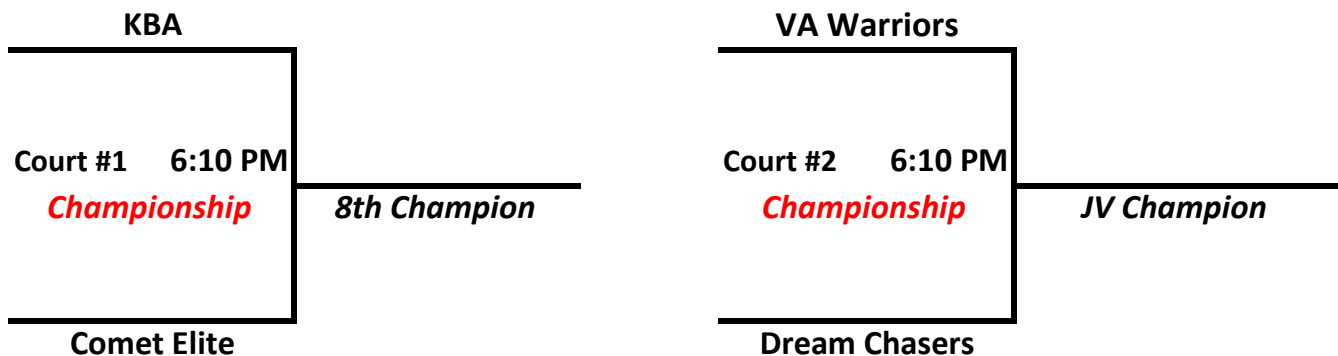 KBA
Court #1 6:10 PM
Championship
8th Champion
Comet Elite
VA Warriors
Court #2 6:10 PM
Championship
JV Champion
Dream Chasers